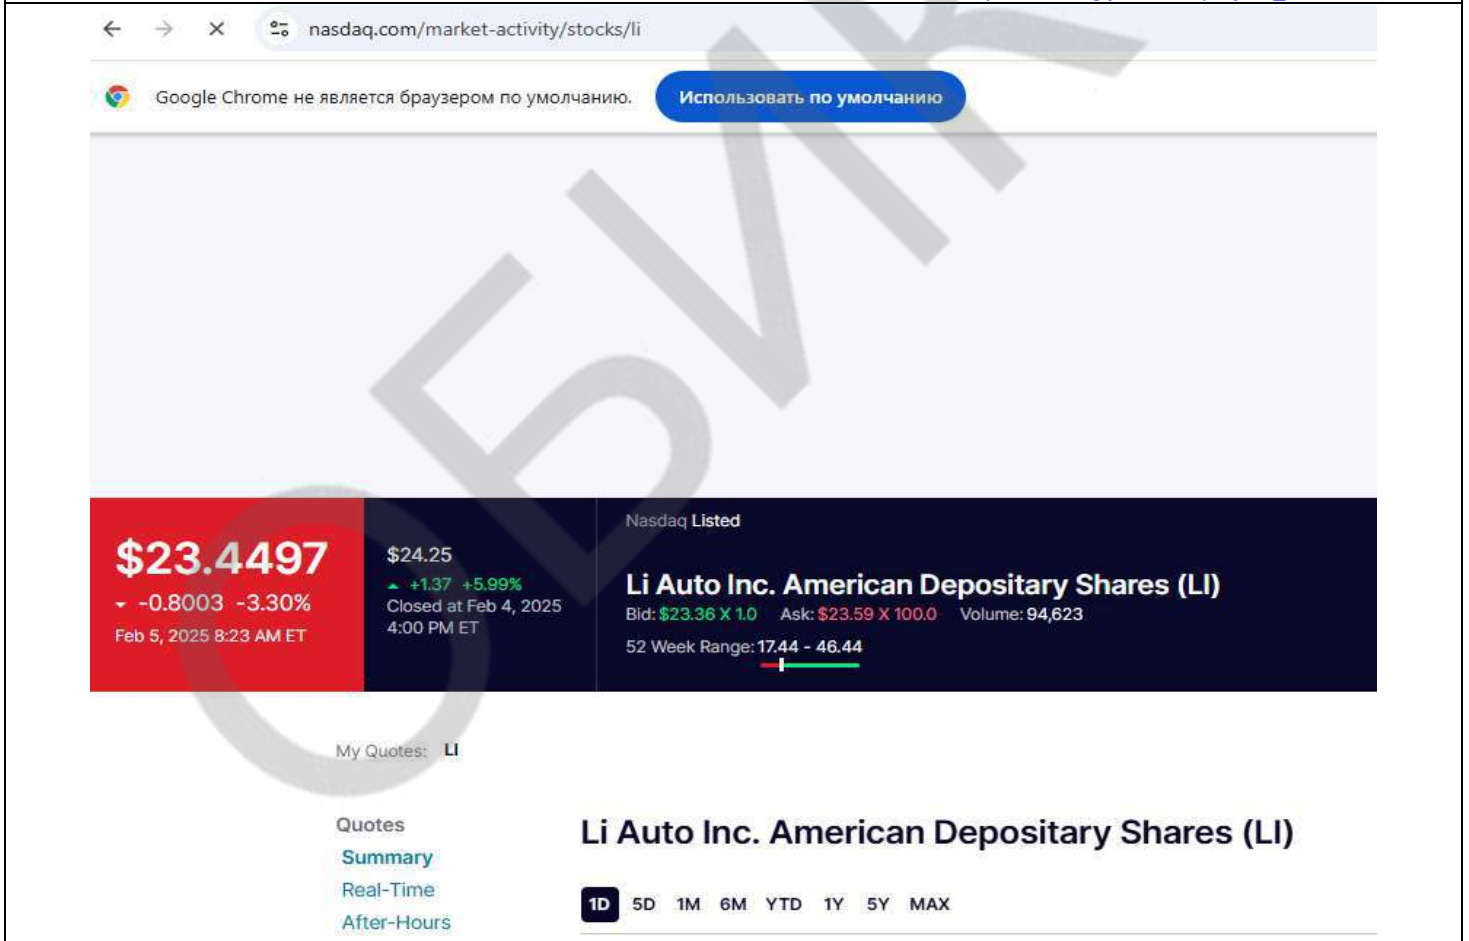 nasdaq.com/market-activity/stocks/li
Google Chrome не является браузером по умолчанию. Использовать по умолчанию
ОБИК
Nasdaq Listed
$23.4497
-0.8003 -3.30%
Feb 5, 2025 8:23 AM ET
$24.25
+1.37 +5.99%
Closed at Feb 4, 2025
4:00 PM ET
Li Auto Inc. American Depositary Shares (LI)
Bid: $23.36 X 1.0 Ask: $23.59 X 100.0 Volume: 94,623
52 Week Range: 17.44 - 46.44
My Quotes: LI
Quotes
Summary
Real-Time
After-Hours
Li Auto Inc. American Depositary Shares (LI)
1D 5D 1M 6M YTD 1Y 5Y MAX